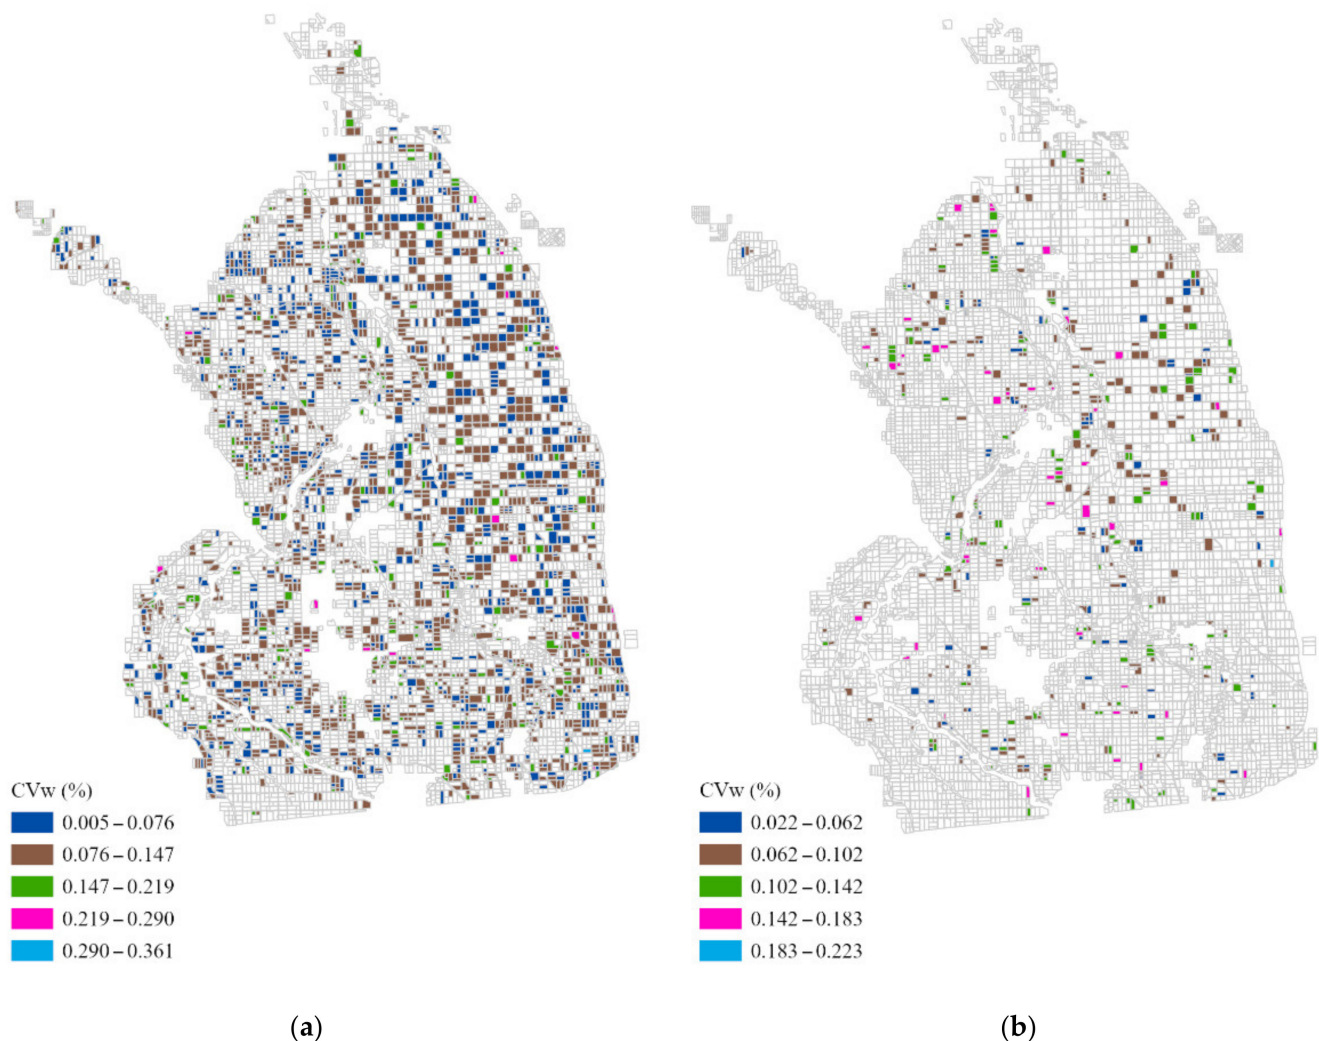 CVw (%)
0.005 – 0.076
0.076 – 0.147
0.147 – 0.219
0.219 – 0.290
0.290 – 0.361
(a)
CVw (%)
0.022 – 0.062
0.062 – 0.102
0.102 – 0.142
0.142 – 0.183
0.183 – 0.223
(b)